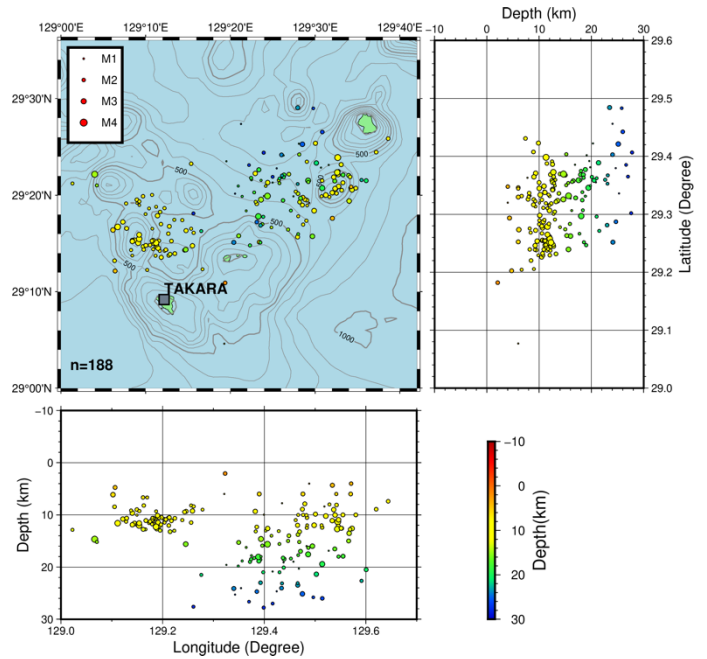 129°00'E 129°10'E 129°20'E 129°30'E 129°40'E
29°30'N
29°20'N
29°10'N
29°00'N
M1
M2
M3
M4
500
500
500
500
500
1000
TAKARA
n=188
Depth (km)
-10 0 10 20 30
29.6
29.5
29.4
29.3
29.2
29.1
29.0
Latitude (Degree)
-10
0
10
20
30
Depth (km)
129.0 129.2 129.4 129.6
Longitude (Degree)
-10
0
10
20
30
Depth(km)